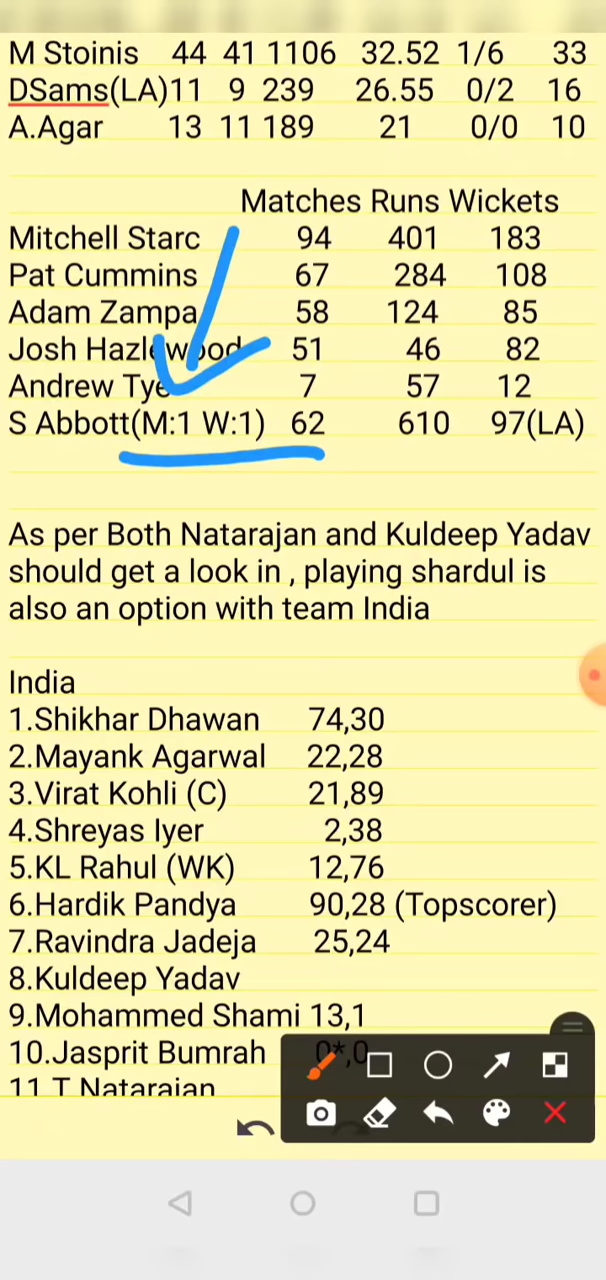 M Stoinis 44 41 1106 32.52 1/6 33
DSams(LA)11 9 239 26.55 0/2 16
A.Agar 13 11 189 21 0/0 10
Matches Runs Wickets
Mitchell Starc 94 401 183
Pat Cummins 67 284 108
Adam Zampa 58 124 85
Josh Hazlewood 51 46 82
Andrew Tye 7 57 12
S Abbott(M:1 W:1) 62 610 97(LA)
As per Both Natarajan and Kuldeep Yadav
should get a look in , playing shardul is
also an option with team India
India
1.Shikhar Dhawan 74,30
2.Mayank Agarwal 22,28
3.Virat Kohli (C) 21,89
4.Shreyas Iyer 2,38
5.KL Rahul (WK) 12,76
6.Hardik Pandya 90,28 (Topscorer)
7.Ravindra Jadeja 25,24
8.Kuldeep Yadav
9.Mohammed Shami 13,1
10.Jasprit Bumrah 0*,0
11 T Natarajan